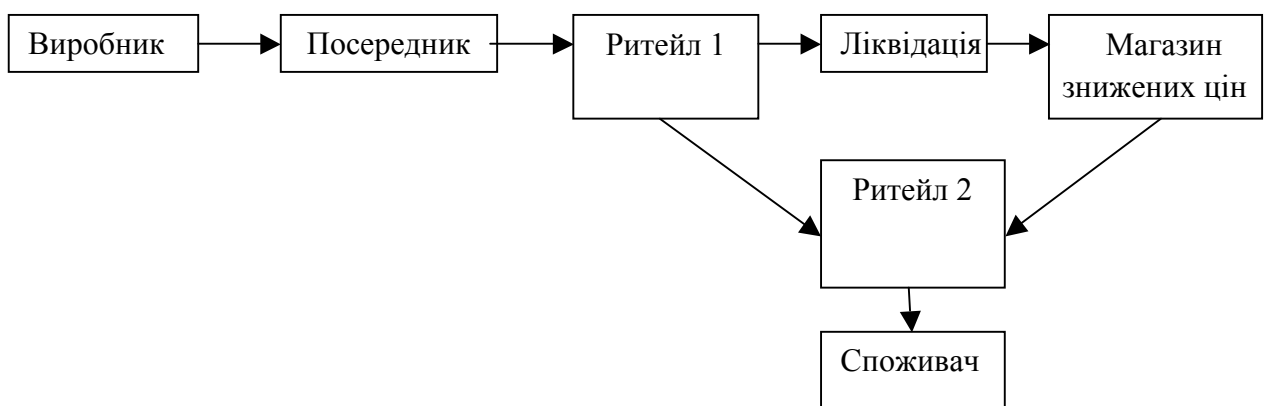 Виробник
Посередник
Ритейл 1
Ліквідація
Магазин
знижених цін
Ритейл 2
Споживач